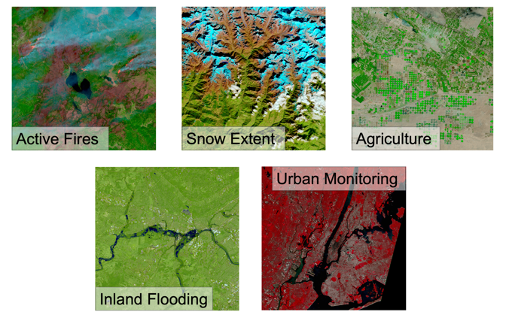 Active Fires
Snow Extent
Agriculture
Inland Flooding
Urban Monitoring